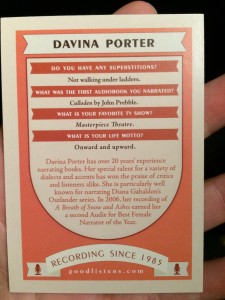 DAVINA PORTER
DO YOU HAVE ANY SUPERSTITIONS?
Not walking under ladders.
WHAT WAS THE FIRST AUDIOBOOK YOU NARRATED?
Culloden by John Prebble.
WHAT IS YOUR FAVORITE TV SHOW?
Masterpiece Theatre.
WHAT IS YOUR LIFE MOTTO?
Onward and upward.
Davina Porter has over 20 years' experience
narrating books. Her special talent for a variety of
dialects and accents has won the praise of critics
and listeners alike. She is particularly well
known for narrating Diana Gabaldon's
Outlander series. In 2006, her recording of
A Breath of Snow and Ashes earned her
a second Audie for Best Female
Narrator of the Year.
RECORDING SINCE 1985
goodlistens.com